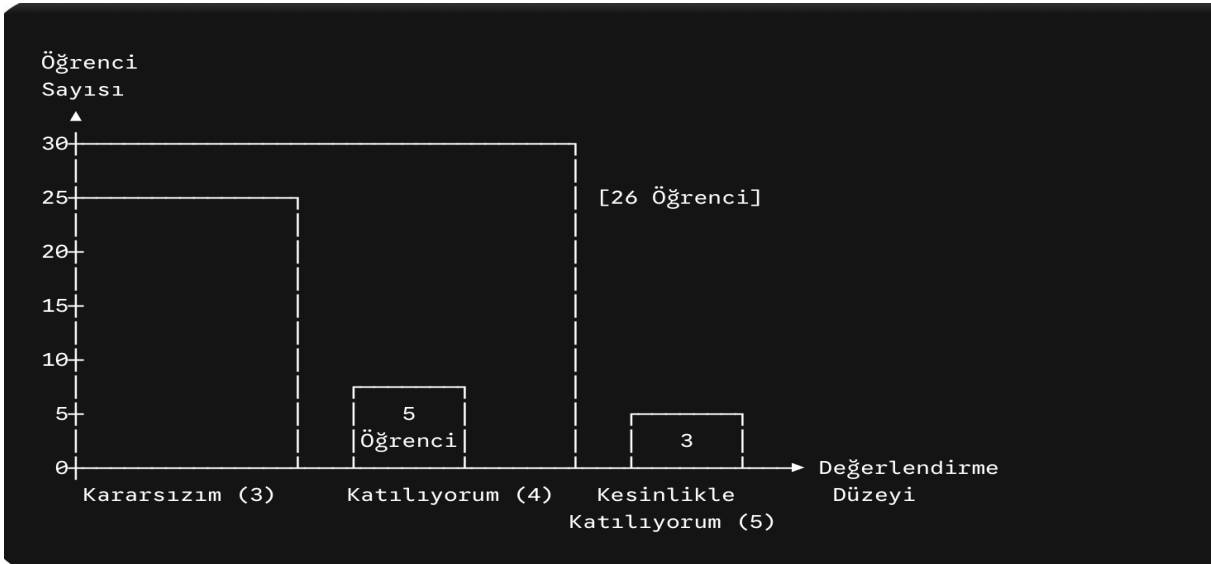 Öğrenci
Sayısı
30
25
[26 Öğrenci]
20
15
10
5
5
Öğrenci
3
0
Değerlendirme
Düzeyi
Kararsızım (3)
Katılıyorum (4)
Kesinlikle
Katılıyorum (5)